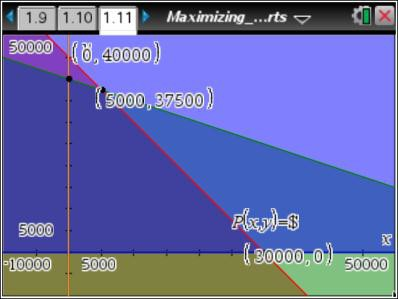 1.9 1.10 1.11 Maximizing_...rts
50000
y
(0,40000)
(5000,37500)
P(x,y)=$
x
5000
(30000,0)
-10000 5000 50000